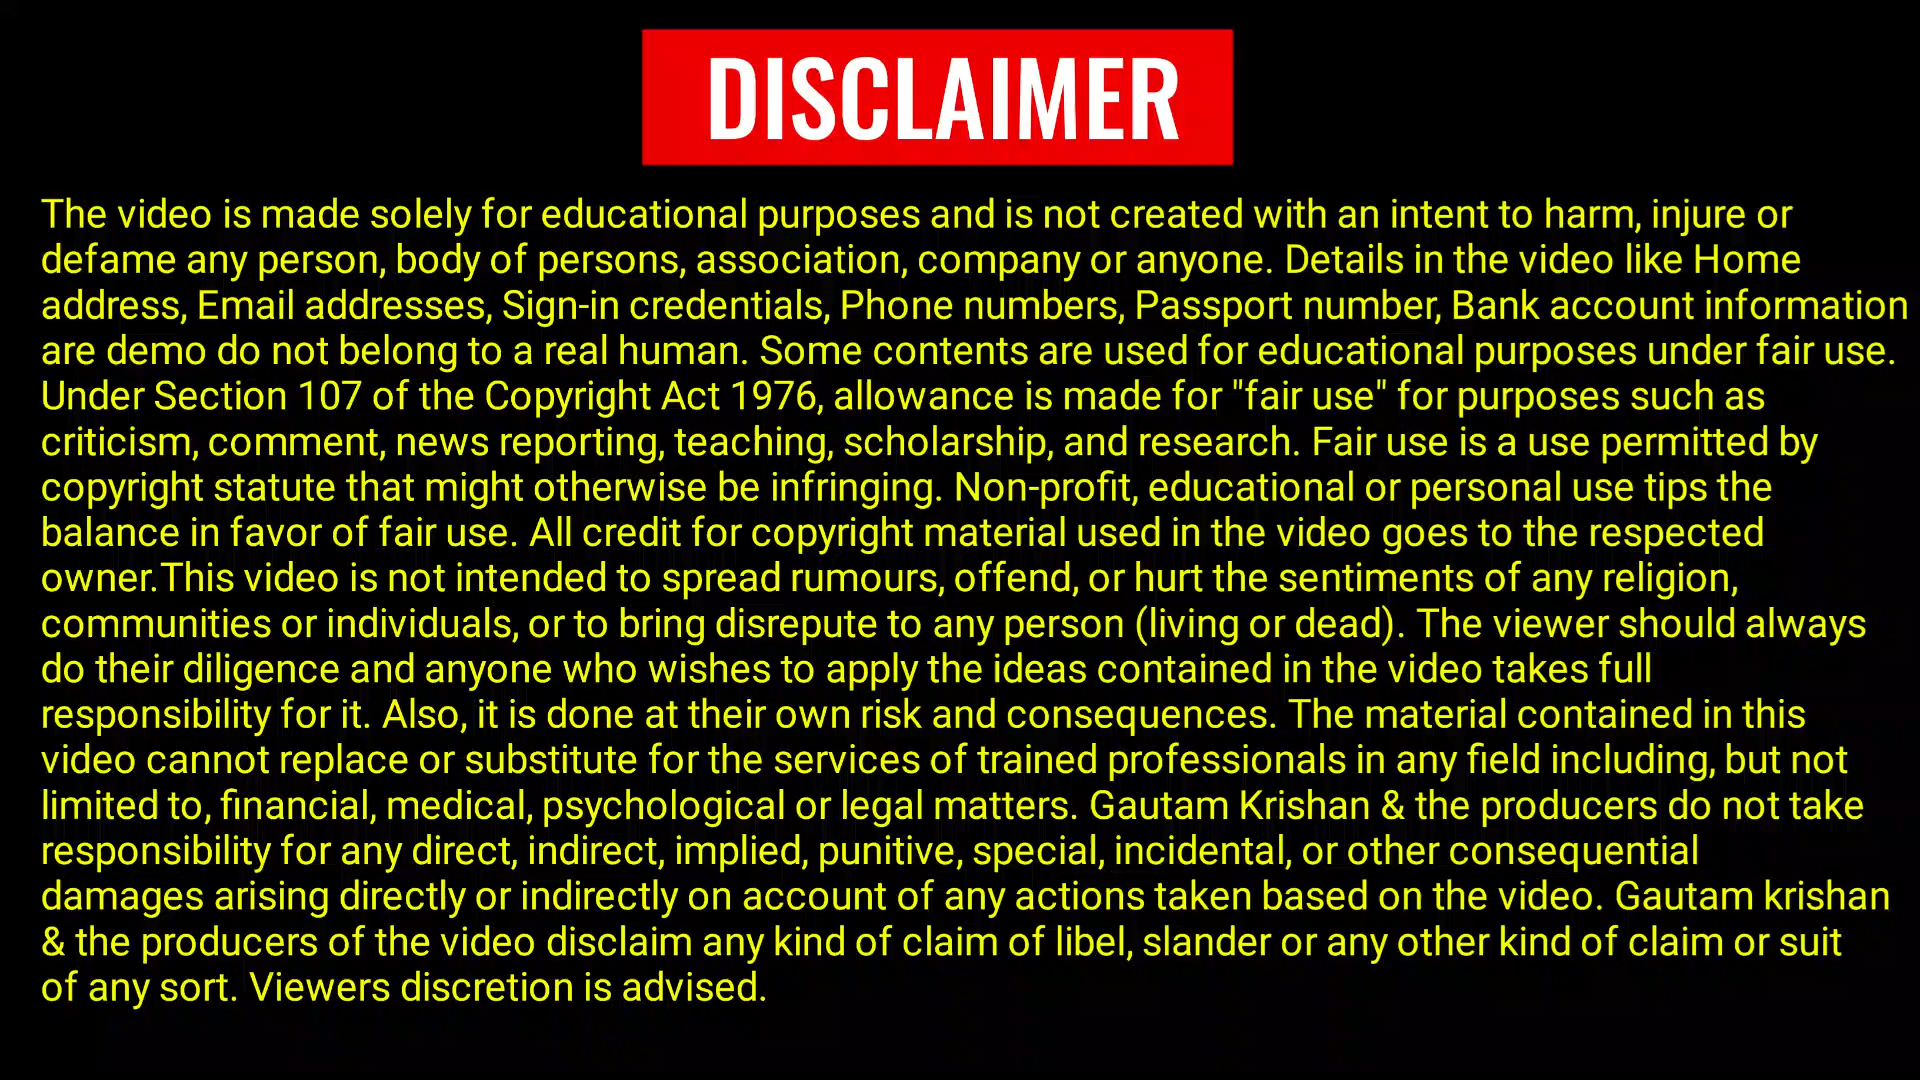 DISCLAIMER
The video is made solely for educational purposes and is not created with an intent to harm, injure or
defame any person, body of persons, association, company or anyone. Details in the video like Home
address, Email addresses, Sign-in credentials, Phone numbers, Passport number, Bank account information
are demo do not belong to a real human. Some contents are used for educational purposes under fair use.
Under Section 107 of the Copyright Act 1976, allowance is made for "fair use" for purposes such as
criticism, comment, news reporting, teaching, scholarship, and research. Fair use is a use permitted by
copyright statute that might otherwise be infringing. Non-profit, educational or personal use tips the
balance in favor of fair use. All credit for copyright material used in the video goes to the respected
owner.This video is not intended to spread rumours, offend, or hurt the sentiments of any religion,
communities or individuals, or to bring disrepute to any person (living or dead). The viewer should always
do their diligence and anyone who wishes to apply the ideas contained in the video takes full
responsibility for it. Also, it is done at their own risk and consequences. The material contained in this
video cannot replace or substitute for the services of trained professionals in any field including, but not
limited to, financial, medical, psychological or legal matters. Gautam Krishan & the producers do not take
responsibility for any direct, indirect, implied, punitive, special, incidental, or other consequential
damages arising directly or indirectly on account of any actions taken based on the video. Gautam krishan
& the producers of the video disclaim any kind of claim of libel, slander or any other kind of claim or suit
of any sort. Viewers discretion is advised.